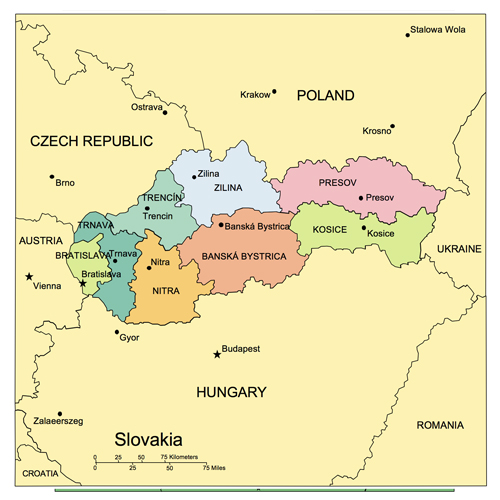 Stalowa Wola
Krakow
POLAND
Ostrava
Krosno
CZECH REPUBLIC
Zilina
Brno
ZILINA
PRESOV
TRENCÍN
Presov
Trencin
TRNAVA
Banská Bystrica
KOSICE
Kosice
AUSTRIA
UKRAINE
BRATISLAVA
Trnava
BANSKÁ BYSTRICA
Nitra
Bratislava
Vienna
NITRA
Gyor
Budapest
HUNGARY
Zalaeerszeg
ROMANIA
Slovakia
0 25 50 75 Kilometers
0 25 50 75 Miles
CROATIA